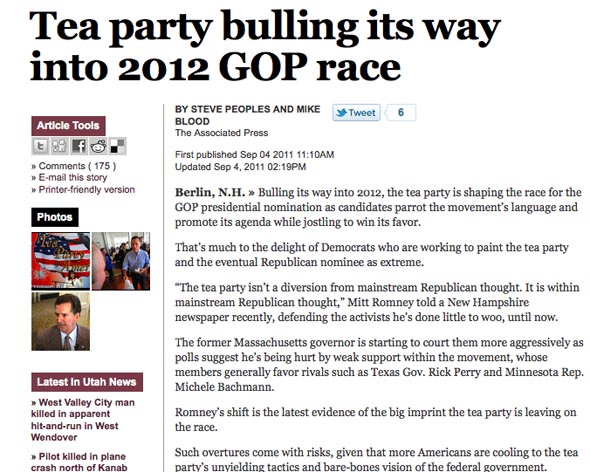 Tea party bulling its way
into 2012 GOP race
Article Tools
» Comments ( 175 )
» E-mail this story
» Printer-friendly version
Photos
Latest In Utah News
» West Valley City man
killed in apparent
hit-and-run in West
Wendover
» Pilot killed in plane
crash north of Kanab
BY STEVE PEOPLES AND MIKE
BLOOD
The Associated Press
Tweet 6
First published Sep 04 2011 11:10AM
Updated Sep 4, 2011 02:19PM
Berlin, N.H. » Bulling its way into 2012, the tea party is shaping the race for the
GOP presidential nomination as candidates parrot the movement's language and
promote its agenda while jostling to win its favor.
That's much to the delight of Democrats who are working to paint the tea party
and the eventual Republican nominee as extreme.
“The tea party isn't a diversion from mainstream Republican thought. It is within
mainstream Republican thought,” Mitt Romney told a New Hampshire
newspaper recently, defending the activists he's done little to woo, until now.
The former Massachusetts governor is starting to court them more aggressively as
polls suggest he's being hurt by weak support within the movement, whose
members generally favor rivals such as Texas Gov. Rick Perry and Minnesota Rep.
Michele Bachmann.
Romney's shift is the latest evidence of the big imprint the tea party is leaving on
the race.
Such overtures come with risks, given that more Americans are cooling to the tea
party's unyielding tactics and bare-bones vision of the federal government.